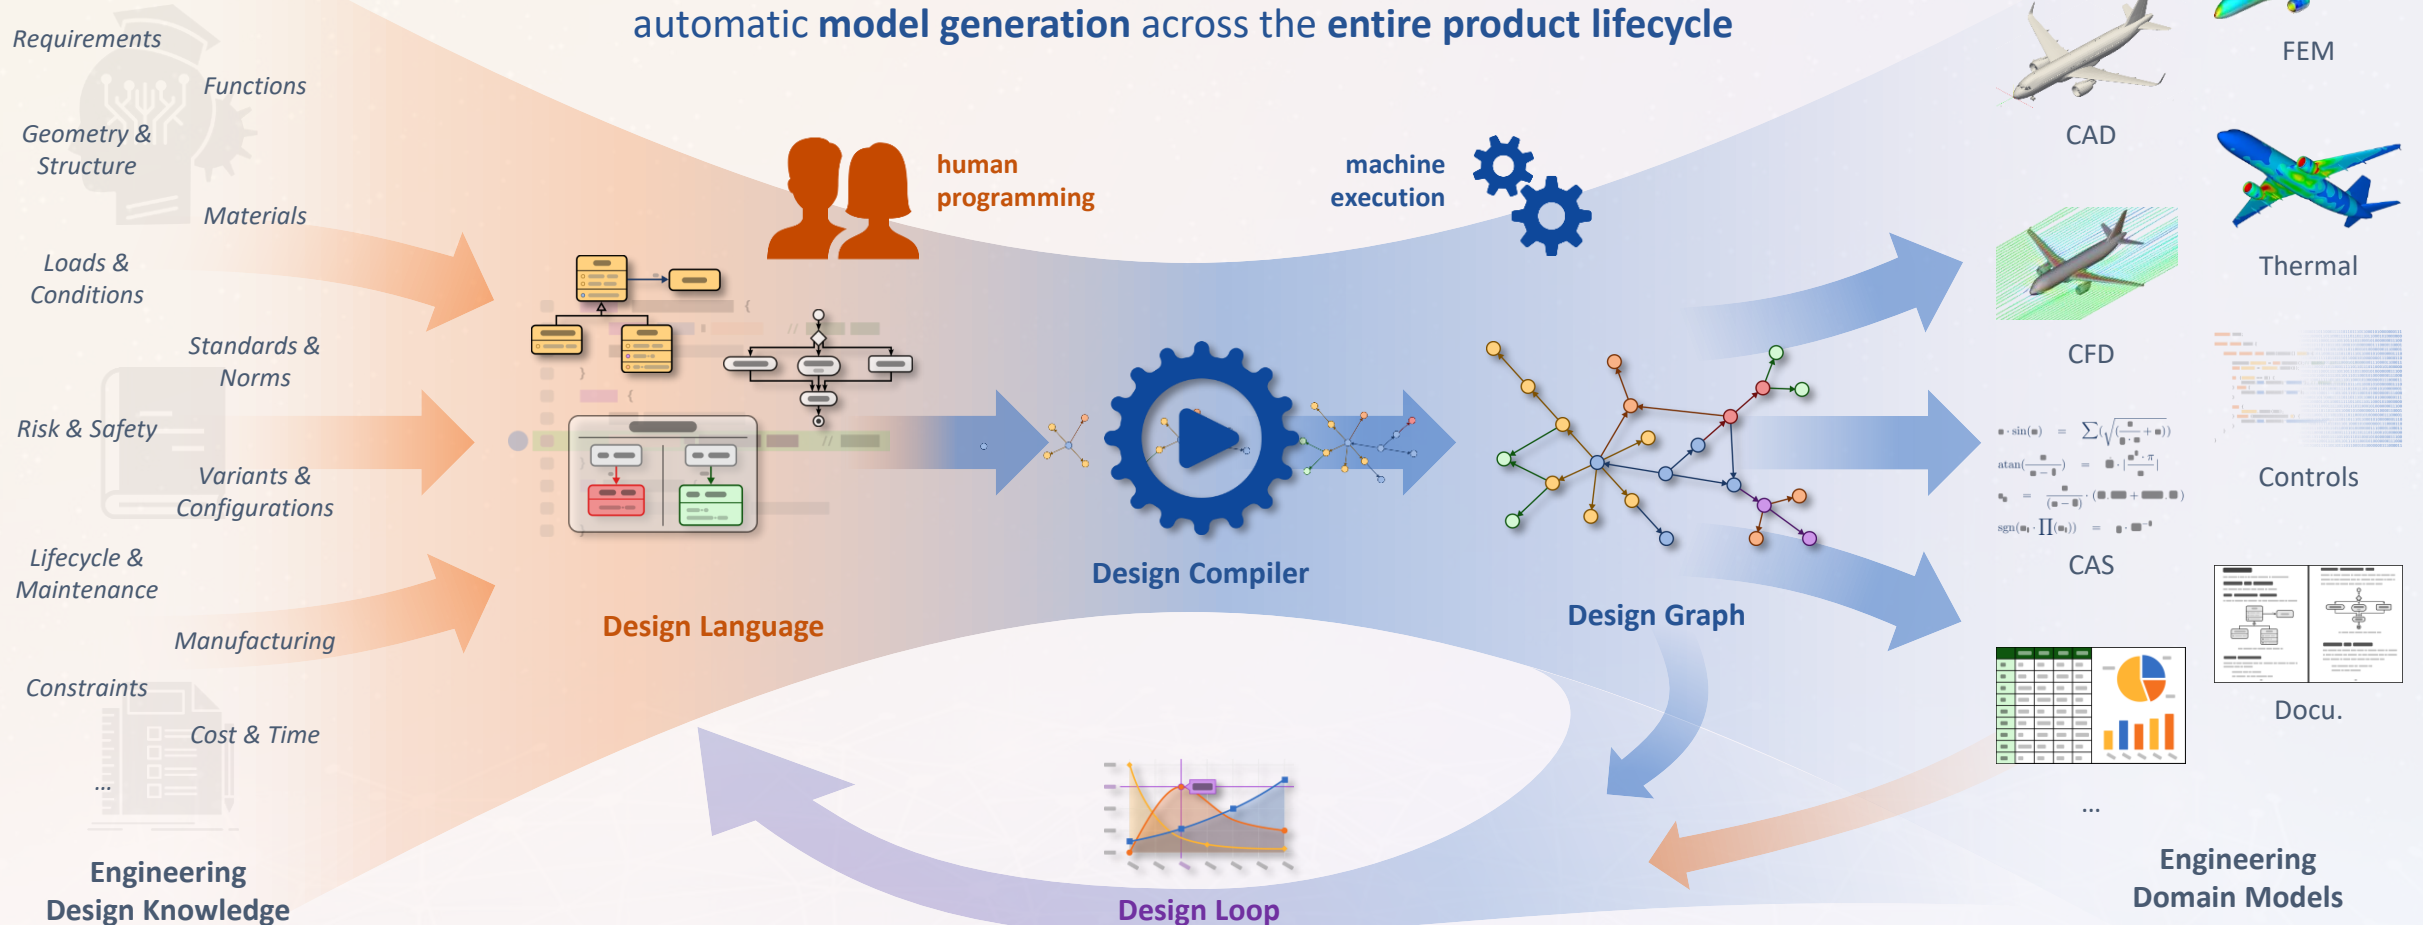 automatic model generation across the entire product lifecycle
Requirements
Functions
Geometry &
Structure
Materials
Loads &
Conditions
Standards &
Norms
Risk & Safety
Variants &
Configurations
Lifecycle &
Maintenance
Manufacturing
Constraints
Cost & Time
...
Engineering
Design Knowledge
human
programming
machine
execution
{
//
}
{
//
}
Design Language
Design Compiler
Design Graph
Design Loop
CAD
FEM
Thermal
CFD
Controls
CAS
Docu.
...
Engineering
Domain Models